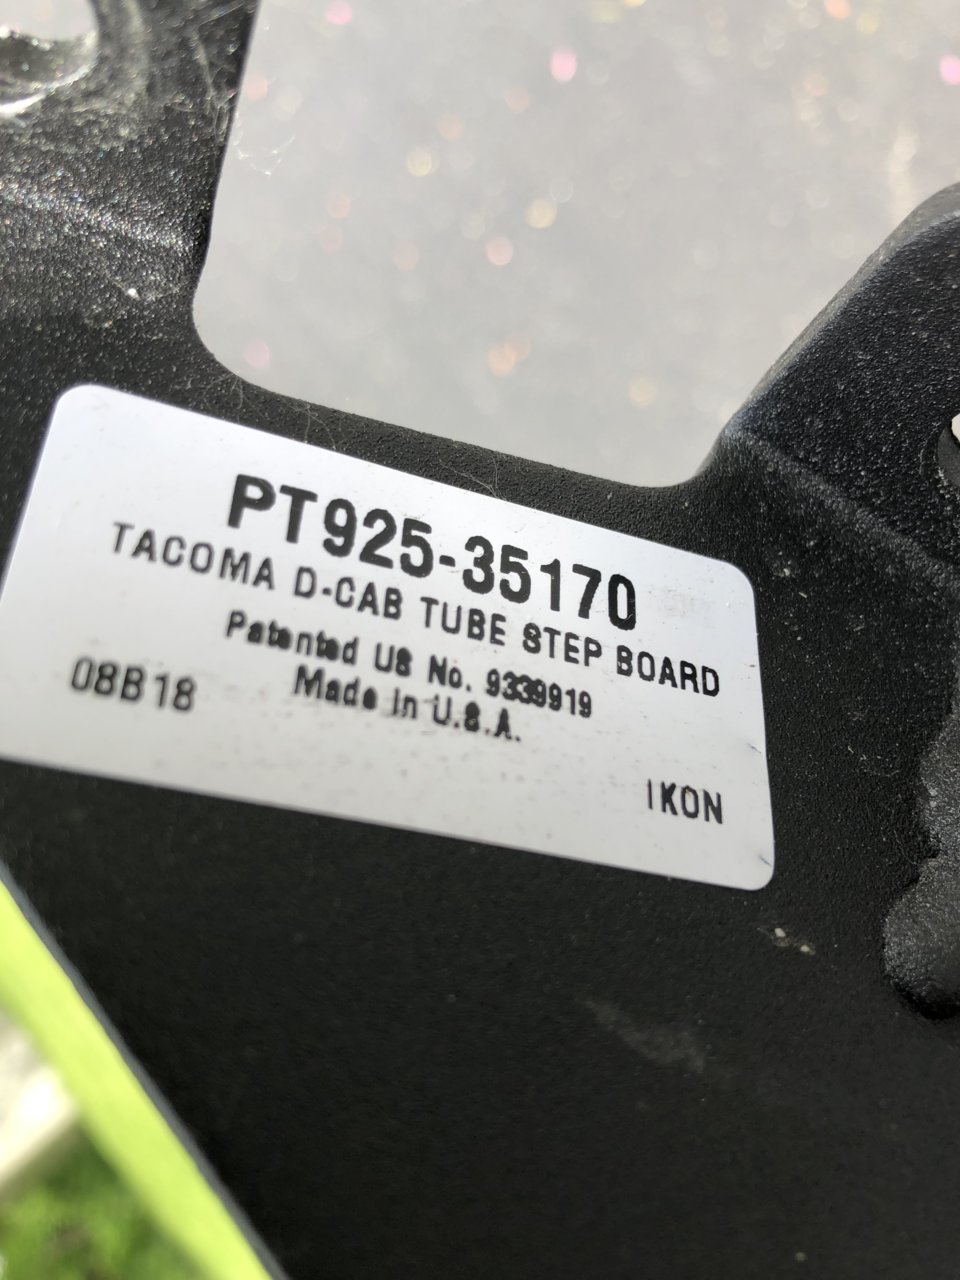 PT925-35170
TACOMA D-CAB TUBE STEP BOARD
Patented US No. 9339919
Made in U.S.A.
08B18
IKON